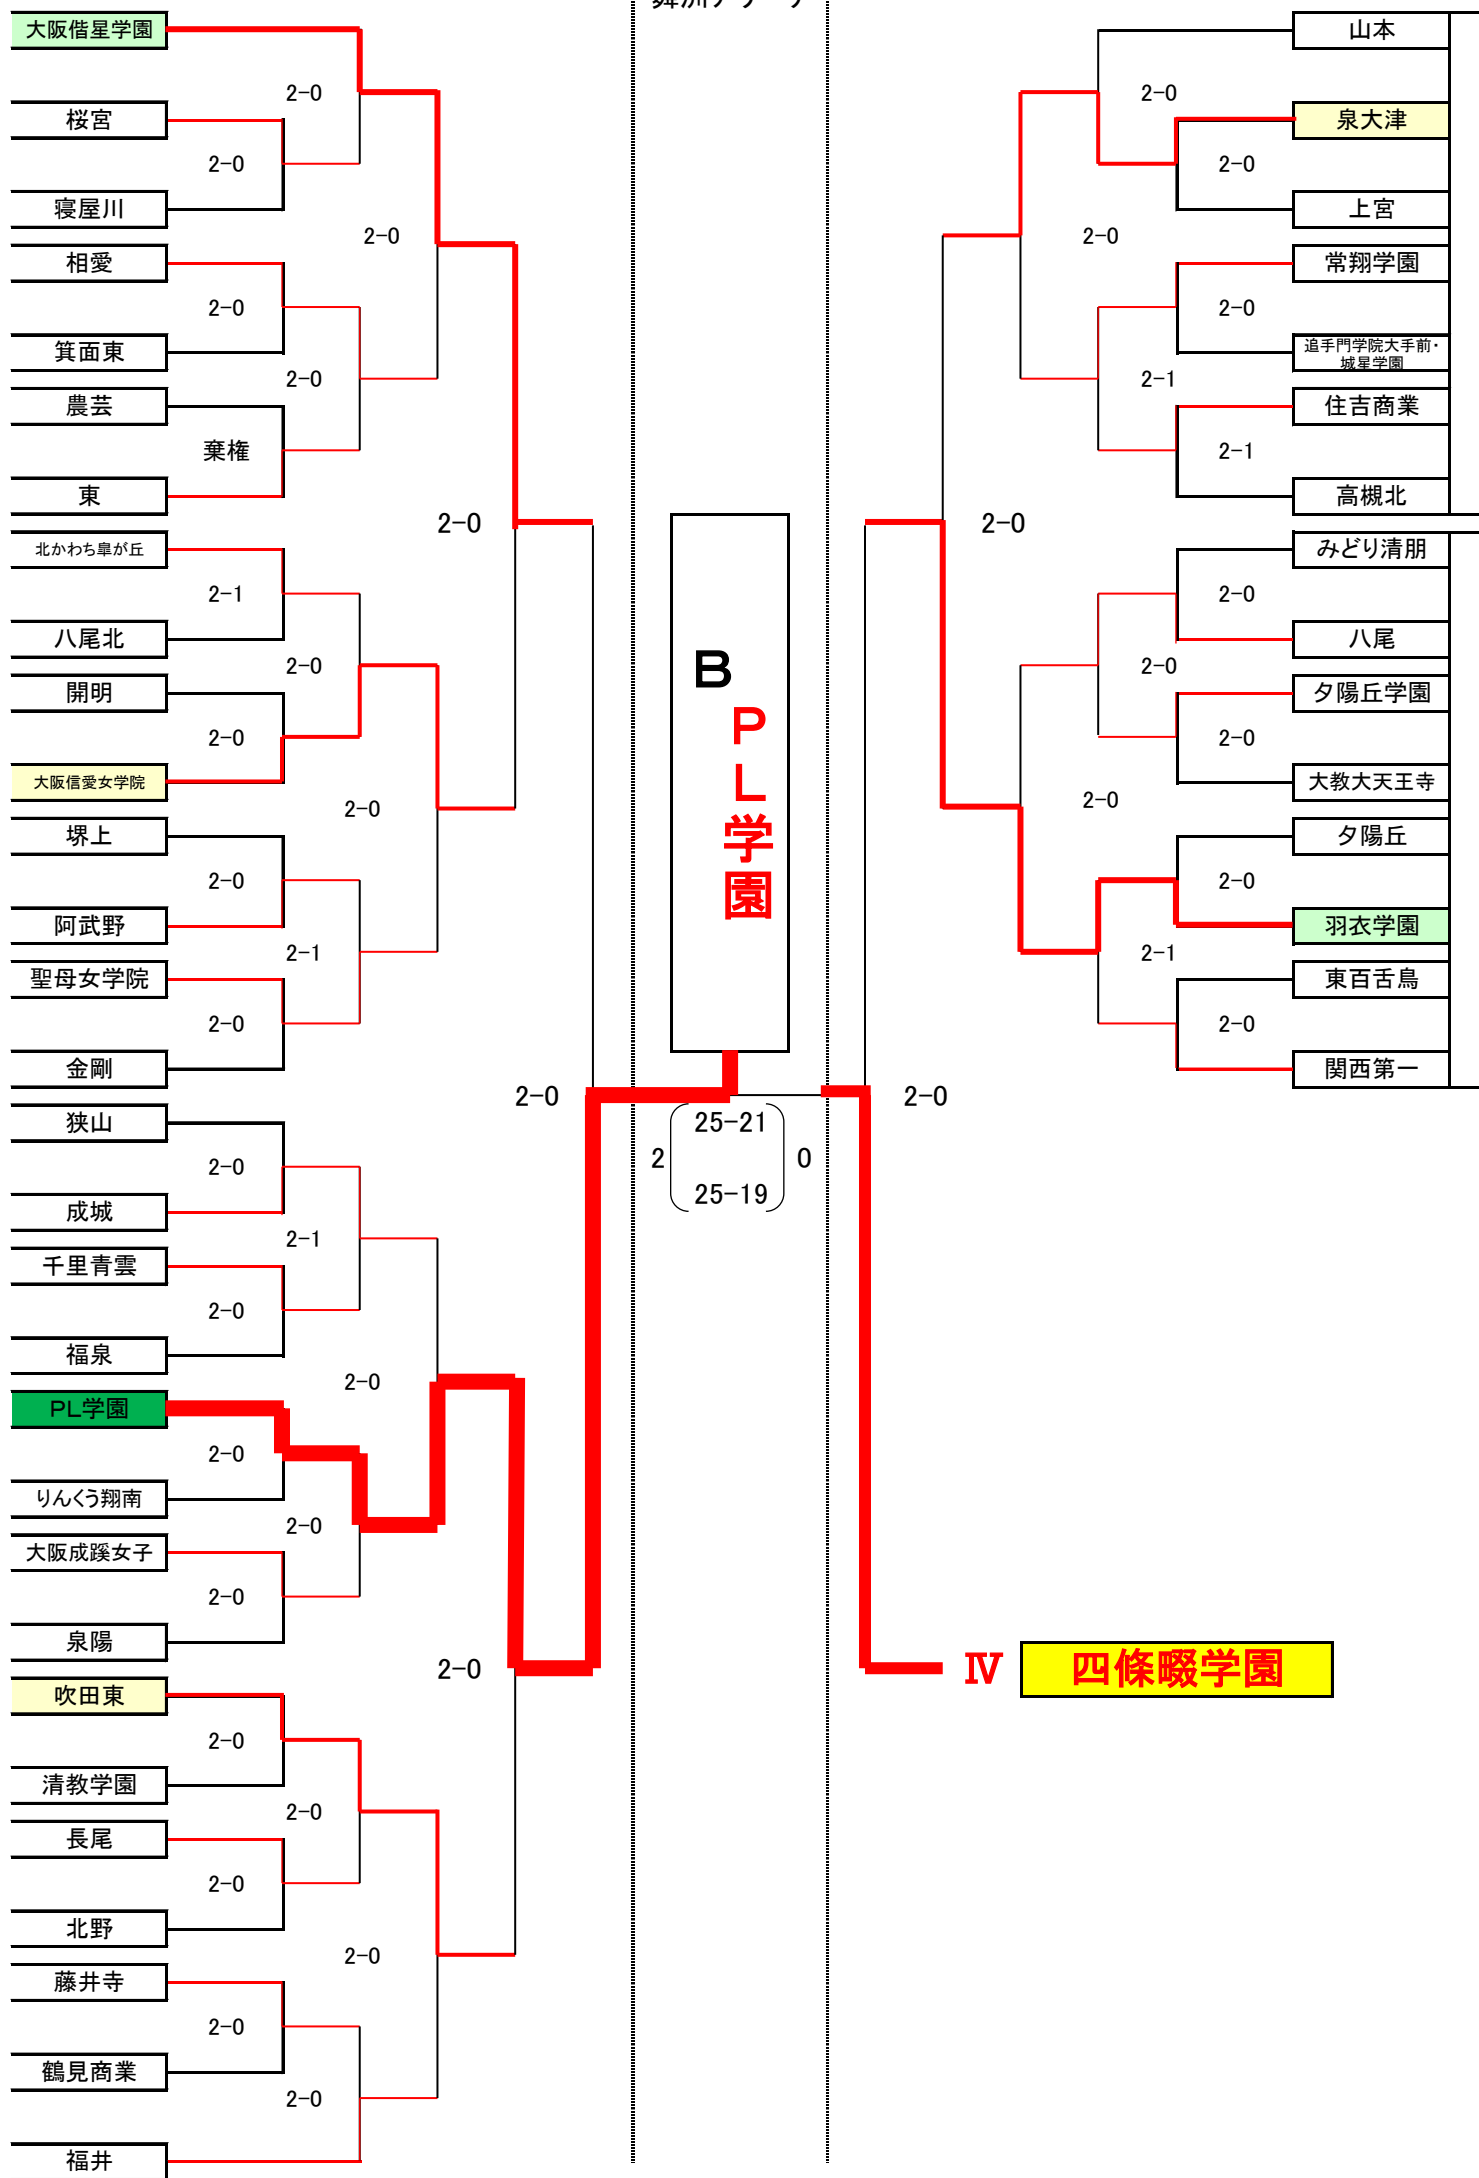 大阪偕星学園
2-0
桜宮
2-0
寝屋川
2-0
相愛
2-0
箕面東
2-0
農芸
棄権
東
2-0
北かわち皐が丘
2-1
八尾北
2-0
開明
2-0
大阪信愛女学院
2-0
堺上
2-0
阿武野
2-1
聖母女学院
2-0
金剛
2-0
狭山
2-0
成城
2-1
千里青雲
2-0
福泉
2-0
PL学園
2-0
りんくう翔南
2-0
大阪成蹊女子
2-0
泉陽
2-0
吹田東
2-0
清教学園
2-0
長尾
2-0
北野
2-0
藤井寺
2-0
鶴見商業
2-0
福井
舞洲アリーナ
B
PL学園
25-21
2
0
25-19
山本
2-0
泉大津
2-0
上宮
2-0
常翔学園
2-0
追手門学院大手前・
城星学園
2-1
住吉商業
2-1
高槻北
2-0
みどり清朋
2-0
八尾
2-0
夕陽丘学園
2-0
大教大天王寺
2-0
夕陽丘
2-0
羽衣学園
2-1
東百舌鳥
2-0
関西第一
2-0
Ⅳ
四條畷学園